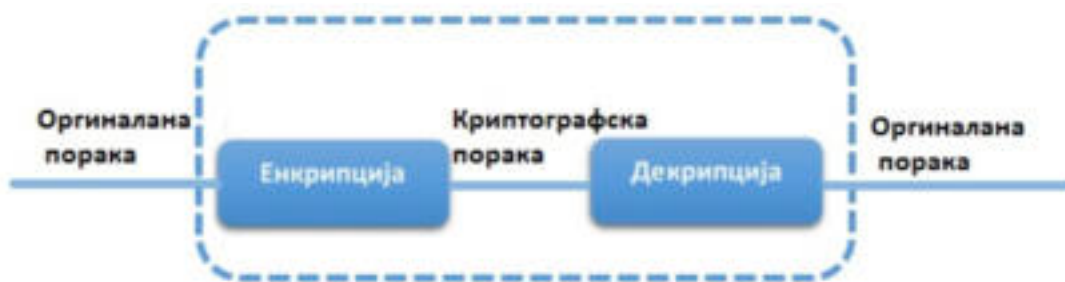 Оргиналана
порака
Енкрипција
Криптографска
порака
Декрипција
Оргиналана
порака